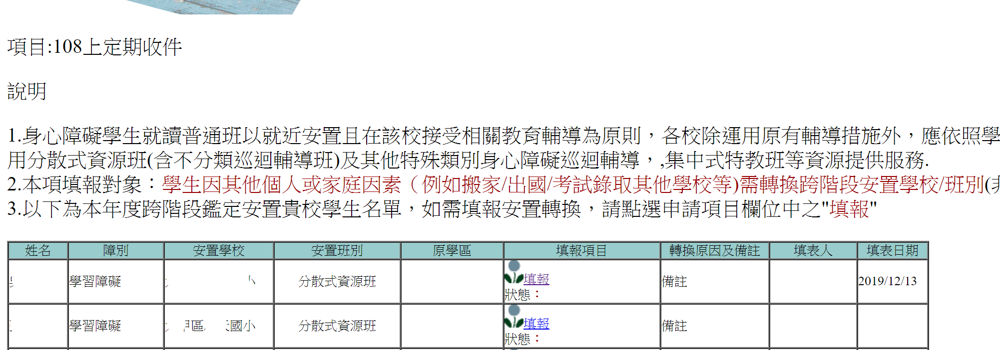 項目:108上定期收件
說明
1.身心障礙學生就讀普通班以就近安置且在該校接受相關教育輔導為原則，各校除運用原有輔導措施外，應依照學
用分散式資源班(含不分類巡迴輔導班)及其他特殊類別身心障礙巡迴輔導，,集中式特教班等資源提供服務.
2.本項填報對象：學生因其他個人或家庭因素（例如搬家/出國/考試錄取其他學校等)需轉換跨階段安置學校/班別(
3.以下為本年度跨階段鑑定安置貴校學生名單，如需填報安置轉換，請點選申請項目欄位中之"填報"
姓名 障別 安置學校 安置班別 原學區 填報項目 轉換原因及備註 填表人 填表日期
學習障礙 分散式資源班 填報 備註 2019/12/13
狀態：
學習障礙 區 國小 分散式資源班 填報 備註
狀態：